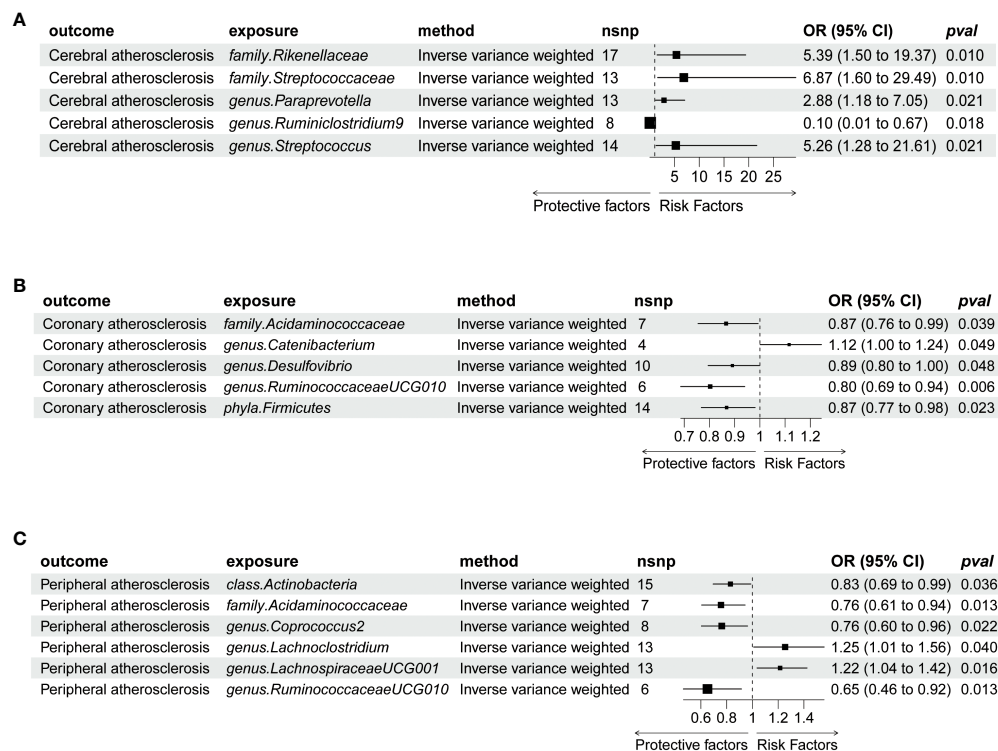 A
outcome exposure method nsnp OR (95% CI) pval
Cerebral atherosclerosis family.Rikenellaceae Inverse variance weighted 17 5.39 (1.50 to 19.37) 0.010
Cerebral atherosclerosis family.Streptococcaceae Inverse variance weighted 13 6.87 (1.60 to 29.49) 0.010
Cerebral atherosclerosis genus.Paraprevotella Inverse variance weighted 13 2.88 (1.18 to 7.05) 0.021
Cerebral atherosclerosis genus.Ruminiclostridium9 Inverse variance weighted 8 0.10 (0.01 to 0.67) 0.018
Cerebral atherosclerosis genus.Streptococcus Inverse variance weighted 14 5.26 (1.28 to 21.61) 0.021
5 10 15 20 25
Protective factors Risk Factors
B
outcome exposure method nsnp OR (95% CI) pval
Coronary atherosclerosis family.Acidaminococcaceae Inverse variance weighted 7 0.87 (0.76 to 0.99) 0.039
Coronary atherosclerosis genus.Catenibacterium Inverse variance weighted 4 1.12 (1.00 to 1.24) 0.049
Coronary atherosclerosis genus.Desulfovibrio Inverse variance weighted 10 0.89 (0.80 to 1.00) 0.048
Coronary atherosclerosis genus.RuminococcaceaeUCG010 Inverse variance weighted 6 0.80 (0.69 to 0.94) 0.006
Coronary atherosclerosis phyla.Firmicutes Inverse variance weighted 14 0.87 (0.77 to 0.98) 0.023
0.7 0.8 0.9 1 1.1 1.2
Protective factors Risk Factors
C
outcome exposure method nsnp OR (95% CI) pval
Peripheral atherosclerosis class.Actinobacteria Inverse variance weighted 15 0.83 (0.69 to 0.99) 0.036
Peripheral atherosclerosis family.Acidaminococcaceae Inverse variance weighted 7 0.76 (0.61 to 0.94) 0.013
Peripheral atherosclerosis genus.Coprococcus2 Inverse variance weighted 8 0.76 (0.60 to 0.96) 0.022
Peripheral atherosclerosis genus.Lachnoclostridium Inverse variance weighted 13 1.25 (1.01 to 1.56) 0.040
Peripheral atherosclerosis genus.LachnospiraceaeUCG001 Inverse variance weighted 13 1.22 (1.04 to 1.42) 0.016
Peripheral atherosclerosis genus.RuminococcaceaeUCG010 Inverse variance weighted 6 0.65 (0.46 to 0.92) 0.013
0.6 0.8 1 1.2 1.4
Protective factors Risk Factors